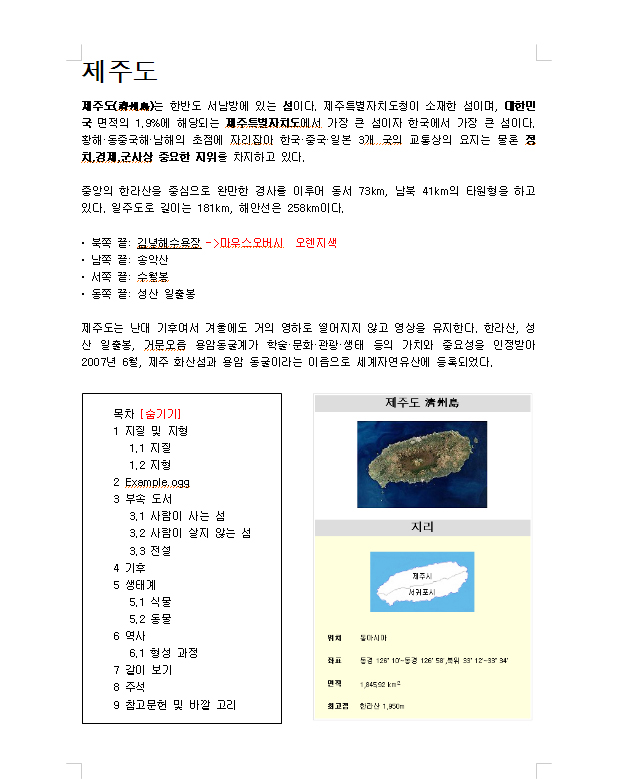 제주도
제주도(濟州島)는 한반도 서남방에 있는 섬이다. 제주특별자치도청이 소재한 섬이며, 대한민
국 면적의 1.9%에 해당되는 제주특별자치도에서 가장 큰 섬이자 한국에서 가장 큰 섬이다.
황해·동중국해·남해의 초점에 자리잡아 한국·중국·일본 3개 국의 교통상의 요지는 물론 정
치,경제,군사상 중요한 지위를 차지하고 있다.
중앙의 한라산을 중심으로 완만한 경사를 이루어 동서 73km, 남북 41km의 타원형을 하고
있다. 일주도로 길이는 181km, 해안선은 258km이다.
• 북쪽 끝: 김녕해수욕장 ->마우스오버시 오렌지색
• 남쪽 끝: 송악산
• 서쪽 끝: 수월봉
• 동쪽 끝: 성산 일출봉
제주도는 난대 기후여서 겨울에도 거의 영하로 떨어지지 않고 영상을 유지한다. 한라산, 성
산 일출봉, 거문오름 용암동굴계가 학술·문화·관광·생태 등의 가치와 중요성을 인정받아
2007년 6월, 제주 화산섬과 용암 동굴이라는 이름으로 세계자연유산에 등록되었다.
목차 [숨기기]
1 지질 및 지형
1.1 지질
1.2 지형
2 Example.ogg
3 부속 도서
3.1 사람이 사는 섬
3.2 사람이 살지 않는 섬
3.3 전설
4 기후
5 생태계
5.1 식물
5.2 동물
6 역사
6.1 형성 과정
7 같이 보기
8 주석
9 참고문헌 및 바깥 고리
제주도 濟州島
지리
제주시
서귀포시
위치 동아시아
좌표 동경 126° 10'~동경 126° 58',북위 33° 12'~33° 34'
면적 1,845.92 km²
최고점 한라산 1,950m